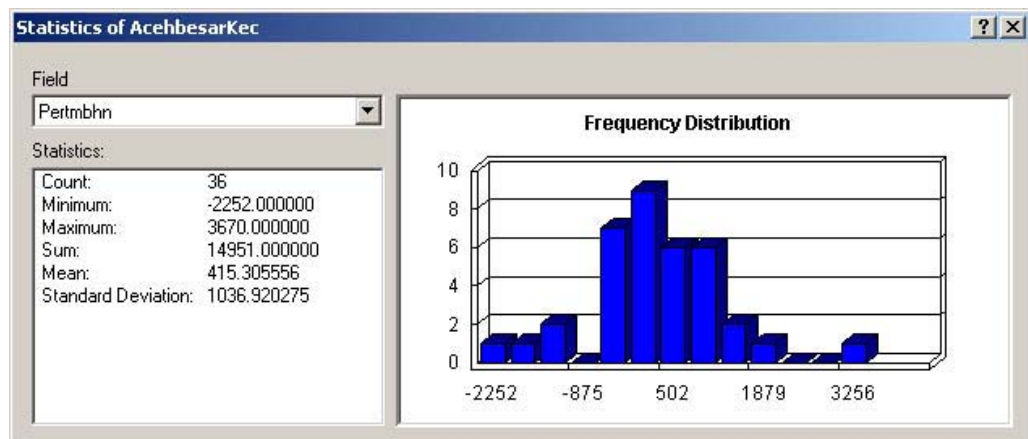 Statistics of AcehbesarKec
Field
Pertmbhn
Statistics:
Count: 36
Minimum: -2252.000000
Maximum: 3670.000000
Sum: 14951.000000
Mean: 415.305556
Standard Deviation: 1036.920275
Frequency Distribution
10
8
6
4
2
0
-2252 -875 502 1879 3256